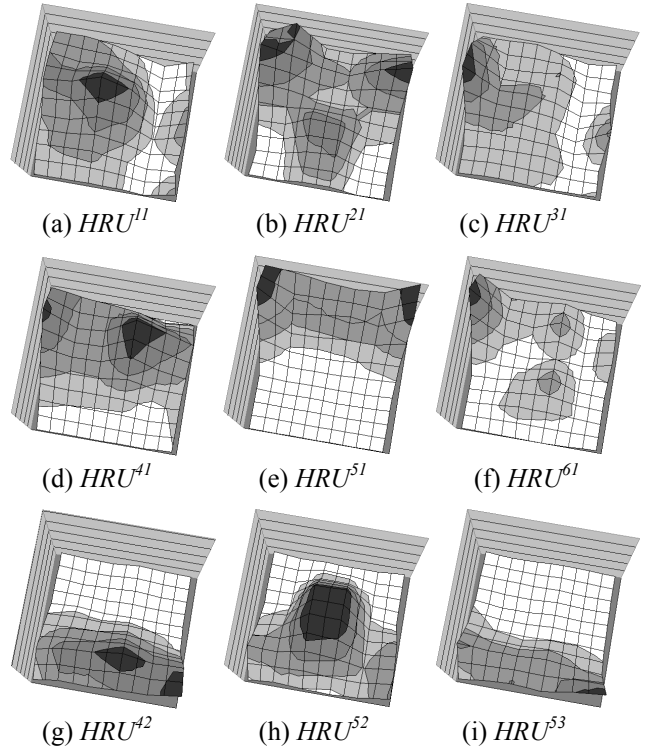 (a) HRU¹¹ (b) HRU²¹ (c) HRU³¹
(d) HRU⁴¹ (e) HRU⁵¹ (f) HRU⁶¹
(g) HRU⁴² (h) HRU⁵² (i) HRU⁵³